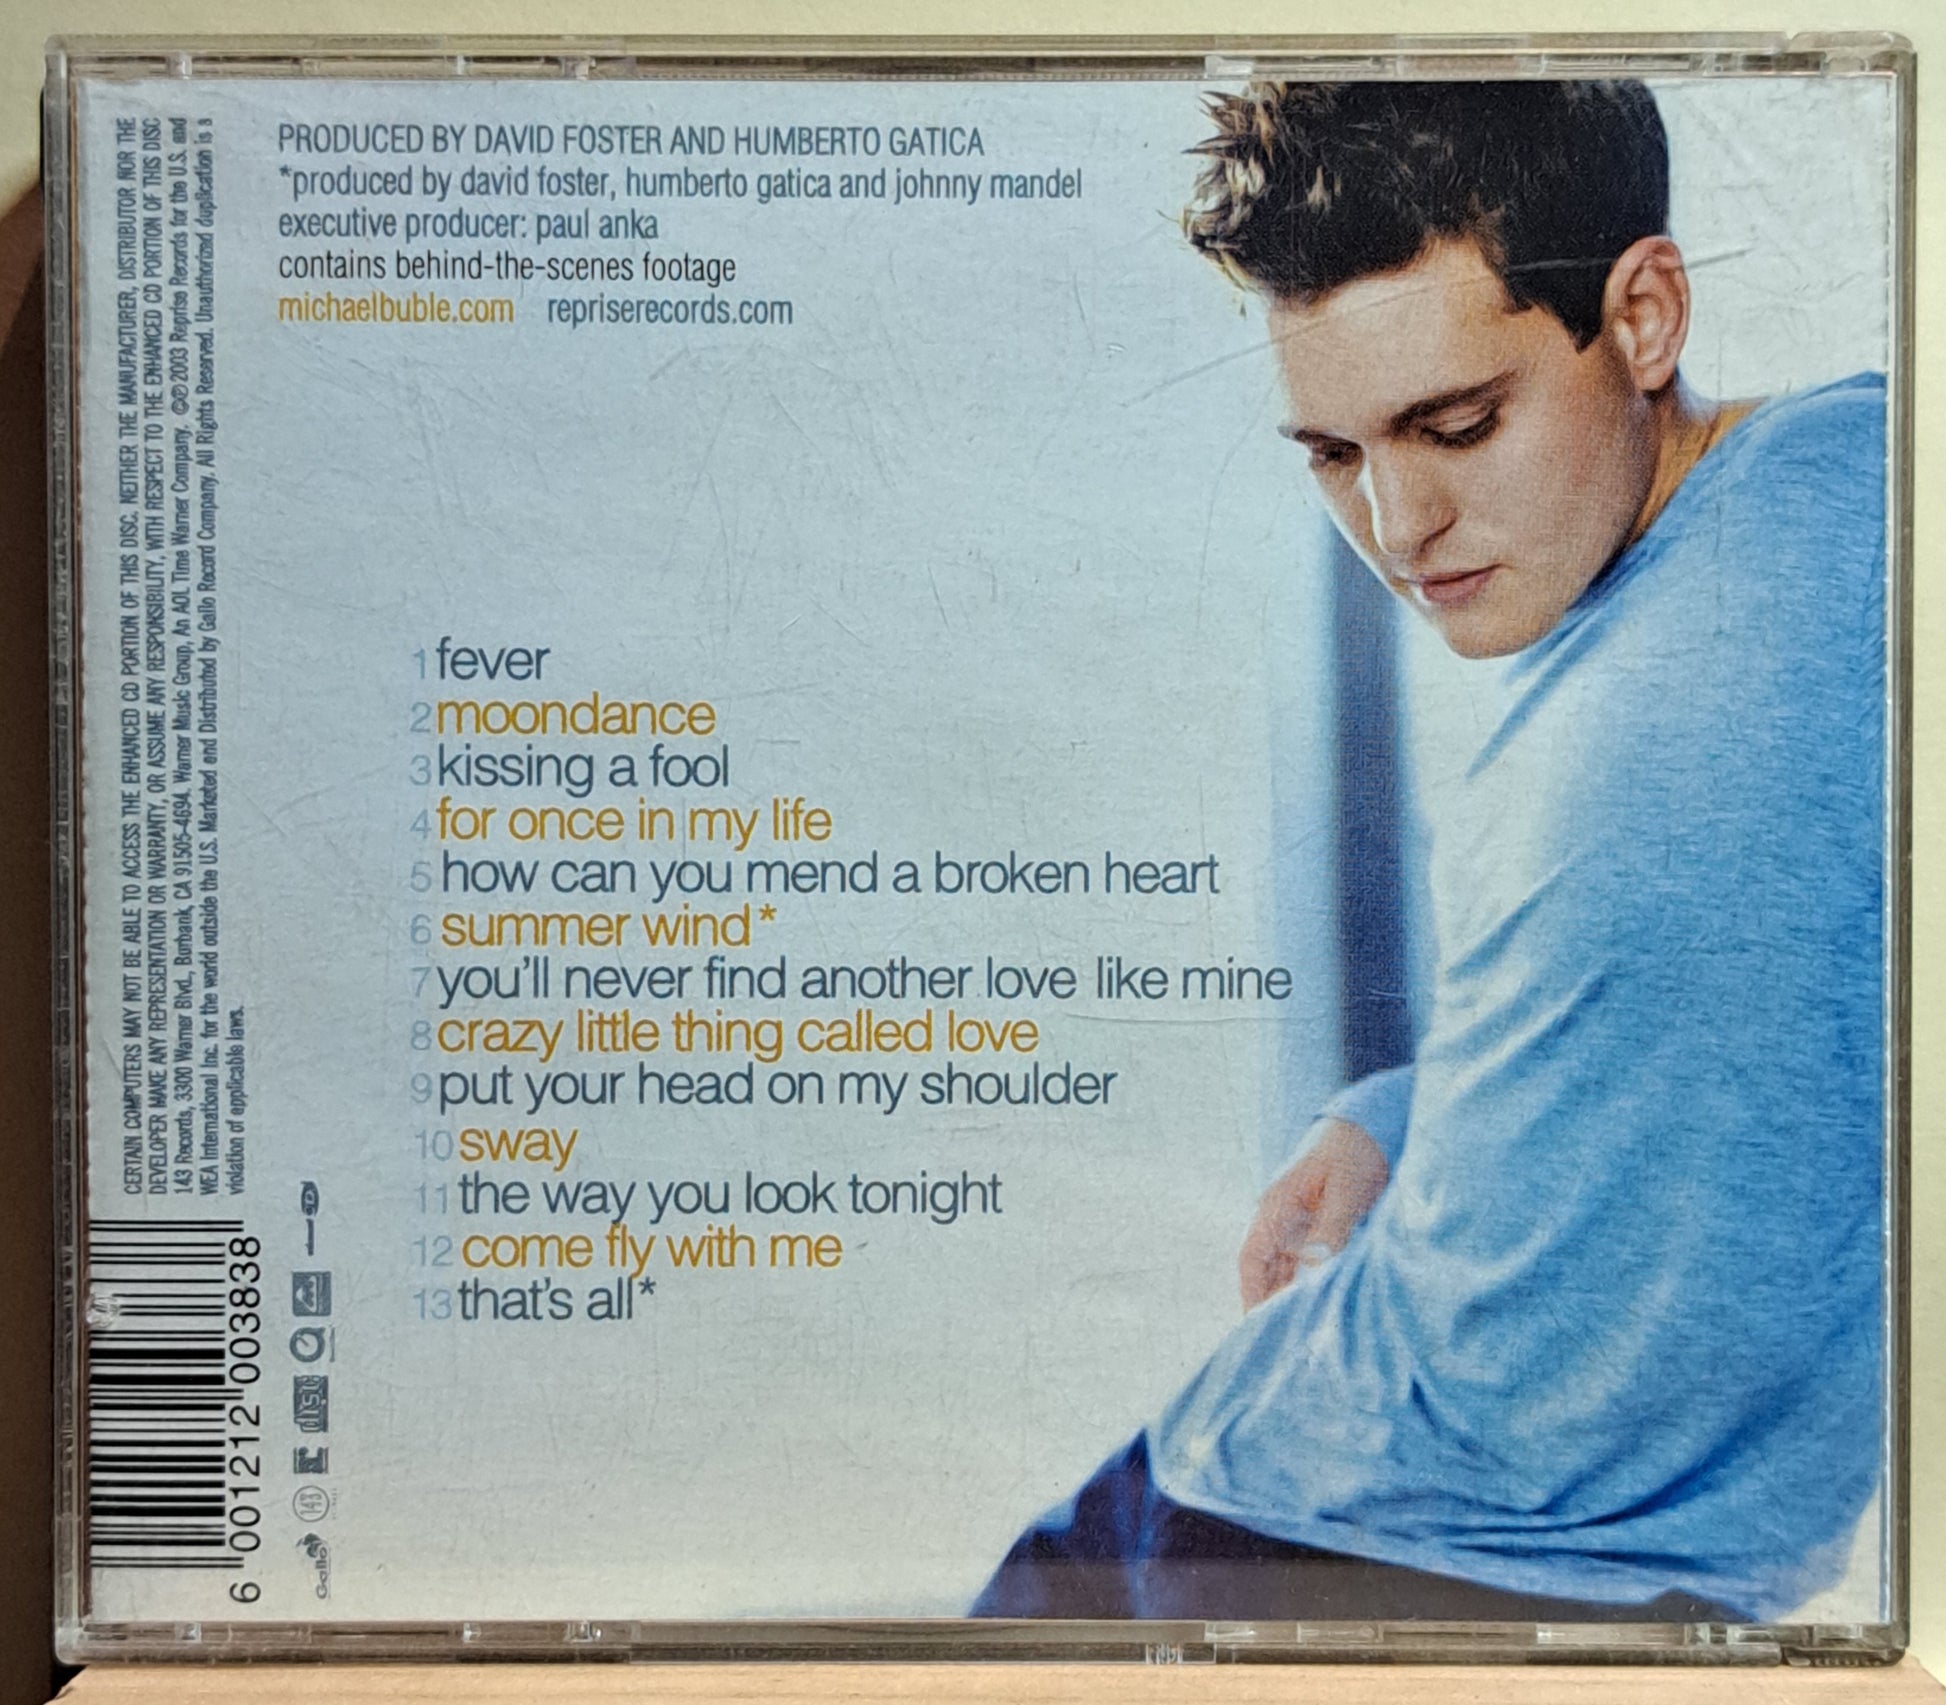 PRODUCED BY DAVID FOSTER AND HUMBERTO GATICA
*produced by david foster, humberto gatica and johnny mandel
executive producer: paul anka
contains behind-the-scenes footage
michaelbuble.com repriserecords.com
1 fever
2 moondance
3 kissing a fool
4 for once in my life
5 how can you mend a broken heart
6 summer wind*
7 you'll never find another love like mine
8 crazy little thing called love
9 put your head on my shoulder
10 sway
11 the way you look tonight
12 come fly with me
13 that's all*
CERTAIN COMPUTERS MAY NOT BE ABLE TO ACCESS THE ENHANCED CD PORTION OF THIS DISC. NEITHER THE MANUFACTURER, DISTRIBUTOR NOR THE
DEVELOPER MAKE ANY REPRESENTATION OR WARRANTY, OR ASSUME ANY RESPONSIBILITY, WITH RESPECT TO THE ENHANCED CD PORTION OF THIS DISC
143 Records, 3300 Warner Blvd., Burbank, CA 91505-4694. Warner Music Group, An AOL Time Warner Company. ©℗ 2003 Reprise Records for the U.S. and
WEA International Inc. for the world outside the U.S. Marketed and Distributed by Gallo Record Company. All Rights Reserved. Unauthorized duplication is a
violation of applicable laws.
6 001212 003838
Gallo
143
r
disc